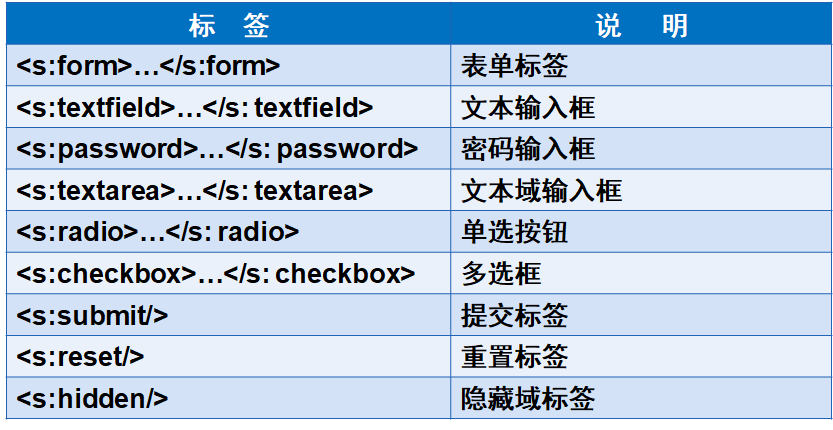 标 签 说 明
<s:form>…</s:form> 表单标签
<s:textfield>…</s: textfield> 文本输入框
<s:password>…</s: password> 密码输入框
<s:textarea>…</s: textarea> 文本域输入框
<s:radio>…</s: radio> 单选按钮
<s:checkbox>…</s: checkbox> 多选框
<s:submit/> 提交标签
<s:reset/> 重置标签
<s:hidden/> 隐藏域标签